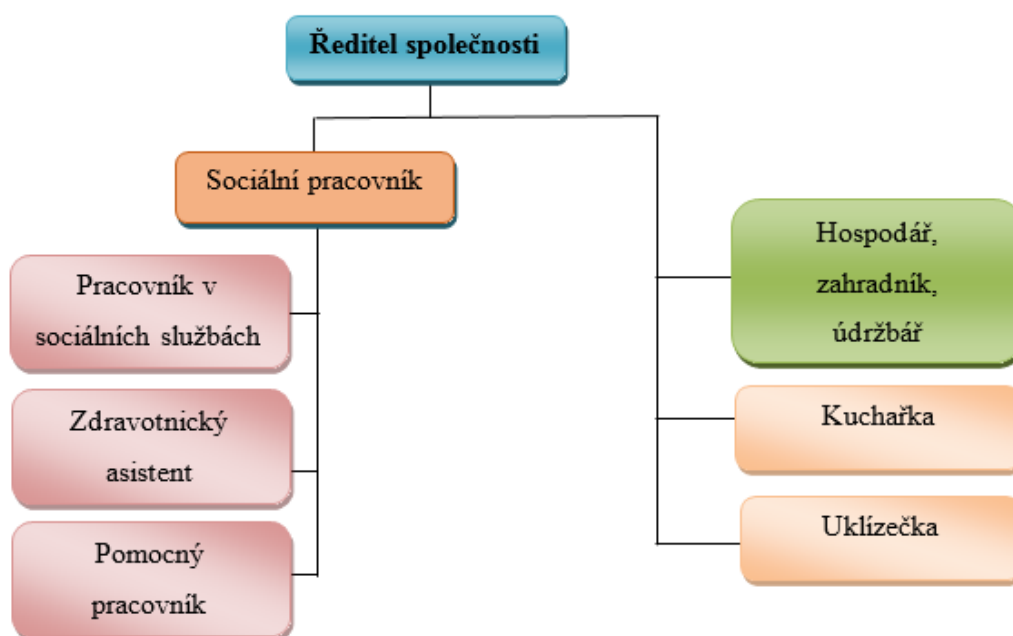 Ředitel společnosti
Sociální pracovník
Pracovník v
sociálních službách
Zdravotnický
asistent
Pomocný
pracovník
Hospodář,
zahradník,
údržbář
Kuchařka
Uklízečka